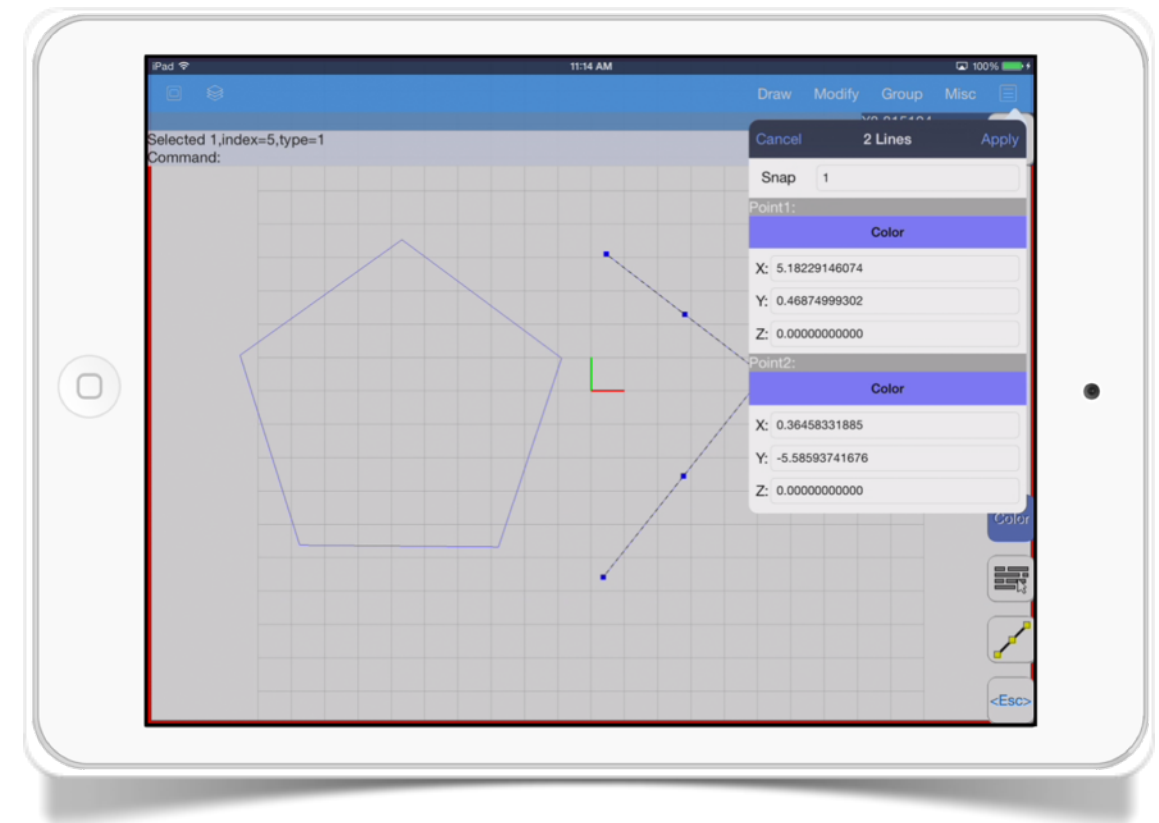 iPad 11:14 AM 100%
Draw Modify Group Misc
Selected 1,index=5,type=1
Command:
Cancel 2 Lines Apply
Snap 1
Point1:
Color
X: 5.18229146074
Y: 0.46874999302
Z: 0.00000000000
Point2:
Color
X: 0.36458331885
Y: -5.58593741676
Z: 0.00000000000
Color
<Esc>